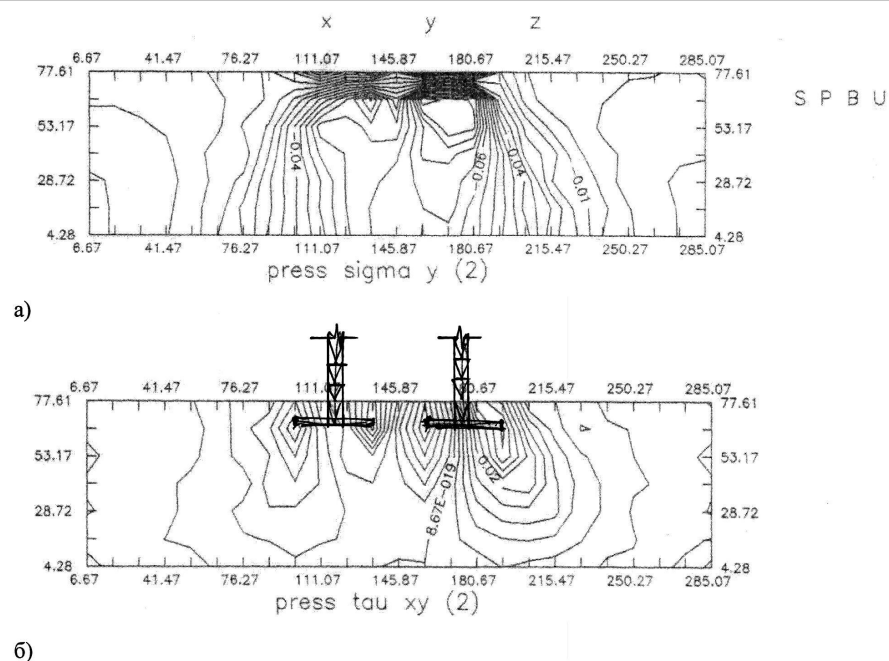 x y z
6.67 41.47 76.27 111.07 145.87 180.67 215.47 250.27 285.07
77.61 77.61
S P B U
53.17 53.17
-0.04 -0.06 -0.04 -0.01
28.72 28.72
4.28 4.28
6.67 41.47 76.27 111.07 145.87 180.67 215.47 250.27 285.07
press sigma y (2)
а)
6.67 41.47 76.27 111.07 145.87 80.67 215.47 250.27 285.07
77.61 77.61
53.17 53.17
0.02
8.67E-019
28.72 28.72
4.28 4.28
6.67 41.47 76.27 111.07 145.87 180.67 215.47 250.27 285.07
press tau xy (2)
б)